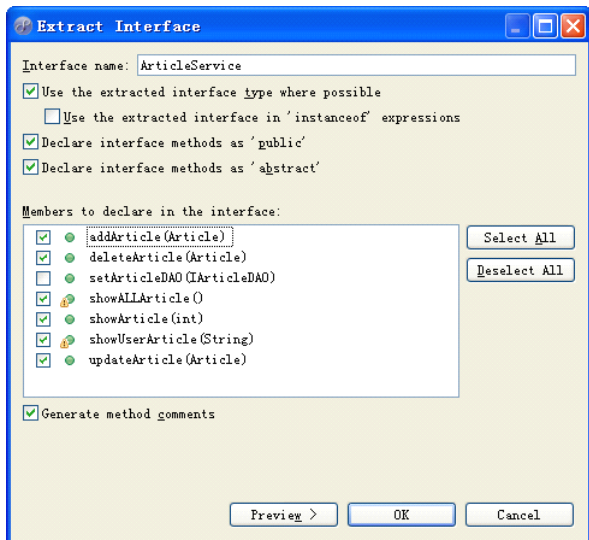 Extract Interface
Interface name: ArticleService
Use the extracted interface type where possible
Use the extracted interface in 'instanceof' expressions
Declare interface methods as 'public'
Declare interface methods as 'abstract'
Members to declare in the interface:
addArticle(Article)
deleteArticle(Article)
setArticleDAO(IArticleDAO)
showALLArticle()
showArticle(int)
showUserArticle(String)
updateArticle(Article)
Select All
Deselect All
Generate method comments
Preview >
OK
Cancel